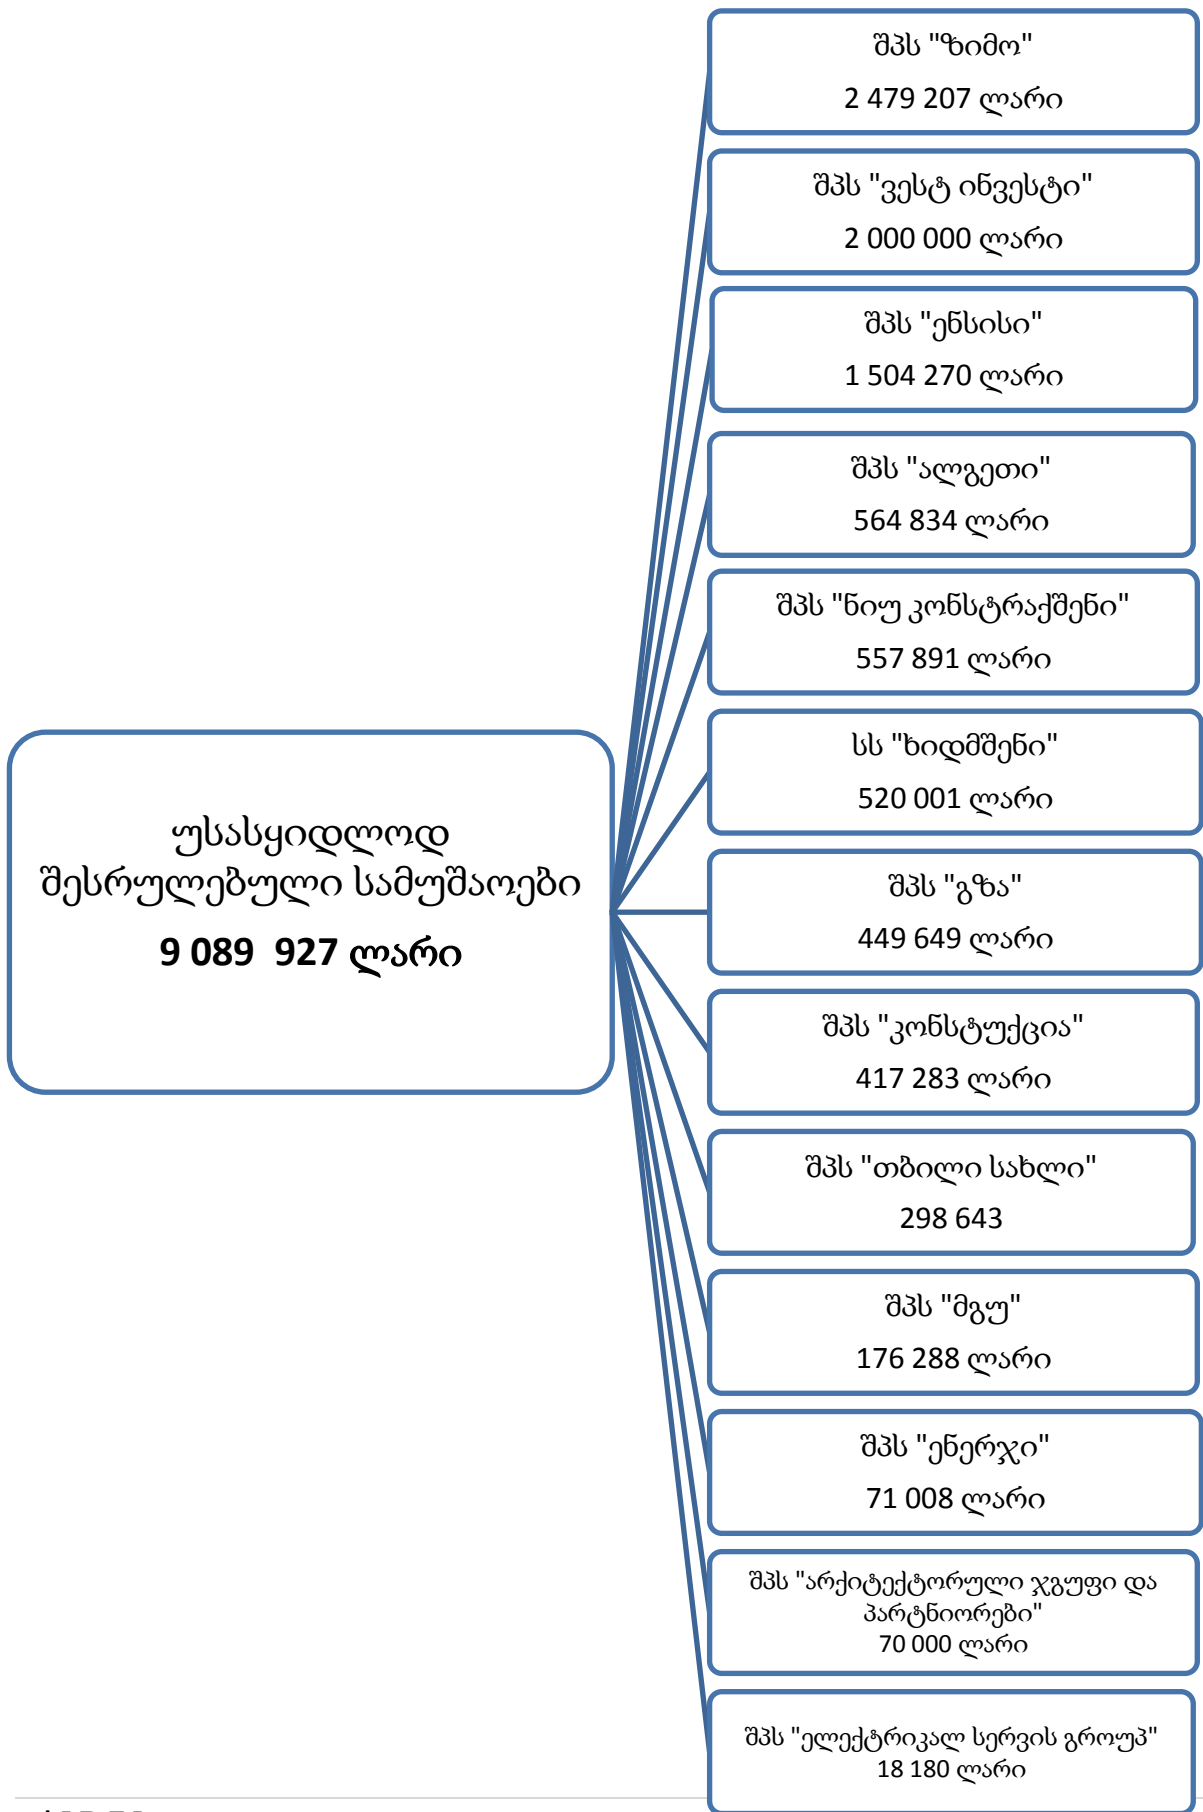 უსასყიდლოდ
შესრულებული სამუშაოები
9 089  927 ლარი
შპს "ზიმო"
2 479 207 ლარი
შპს "ვესტ ინვესტი"
2 000 000 ლარი
შპს "ენსისი"
1 504 270 ლარი
შპს "ალგეთი"
564 834 ლარი
შპს "ნიუ კონსტრაქშენი"
557 891 ლარი
სს "ხიდმშენი"
520 001 ლარი
შპს "გზა"
449 649 ლარი
შპს "კონსტუქცია"
417 283 ლარი
შპს "თბილი სახლი"
298 643
შპს "მგუ"
176 288 ლარი
შპს "ენერჯი"
71 008 ლარი
შპს "არქიტექტორული ჯგუფი და
პარტნიორები"
70 000 ლარი
შპს "ელექტრიკალ სერვის გროუპ"
18 180 ლარი